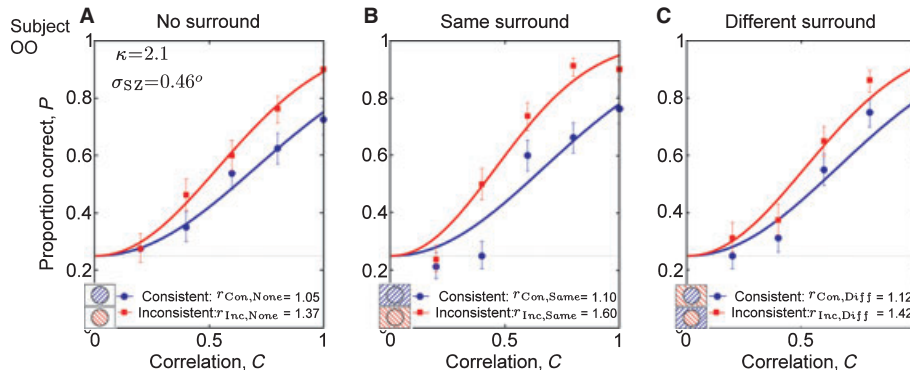 Subject
OO
A No surround
B Same surround
C Different surround
Proportion correct, P
1
0.8
0.6
0.4
0.2
κ=2.1
σSZ=0.46°
Consistent: rCon,None= 1.05
Inconsistent: rInc,None= 1.37
0 0.5 1
Correlation, C
1
0.8
0.6
0.4
0.2
Consistent: rCon,Same= 1.10
Inconsistent: rInc,Same= 1.60
0 0.5 1
Correlation, C
1
0.8
0.6
0.4
0.2
Consistent: rCon,Diff = 1.12
Inconsistent: rInc,Diff = 1.42
0 0.5
Correlation, C